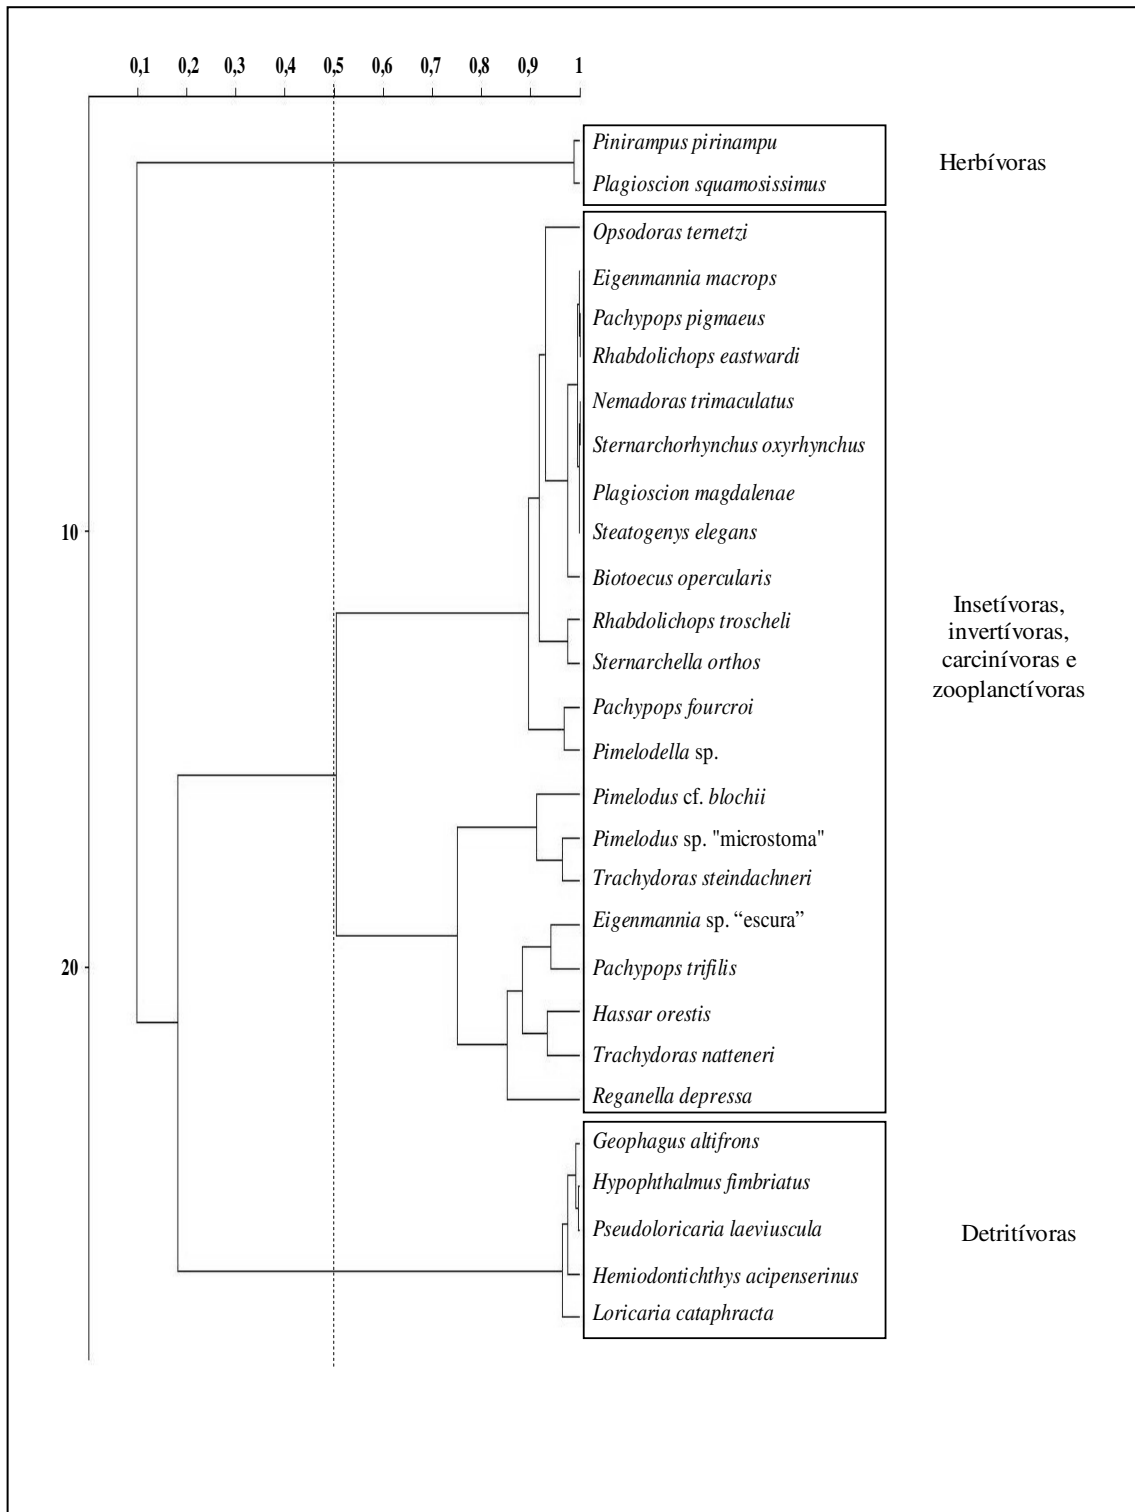 0,1 0,2 0,3 0,4 0,5 0,6 0,7 0,8 0,9 1
Pinirampus pirinampu
Plagioscion squamosissimus
Herbívoras
Opsodoras ternetzi
Eigenmannia macrops
Pachypops pigmaeus
Rhabdolichops eastwardi
Nemadoras trimaculatus
Sternarchorhynchus oxyrhynchus
Plagioscion magdalenae
Steatogenys elegans
10
Biotoecus opercularis
Rhabdolichops troscheli
Sternarchella orthos
Pachypops fourcroi
Pimelodella sp.
Pimelodus cf. blochii
Pimelodus sp. "microstoma"
Trachydoras steindachneri
Eigenmannia sp. “escura”
Pachypops trifilis
20
Hassar orestis
Trachydoras natteneri
Reganella depressa
Insetívoras,
invertívoras,
carcinívoras e
zooplanctívoras
Geophagus altifrons
Hypophthalmus fimbriatus
Pseudoloricaria laeviuscula
Hemiodontichthys acipenserinus
Loricaria cataphracta
Detritívoras